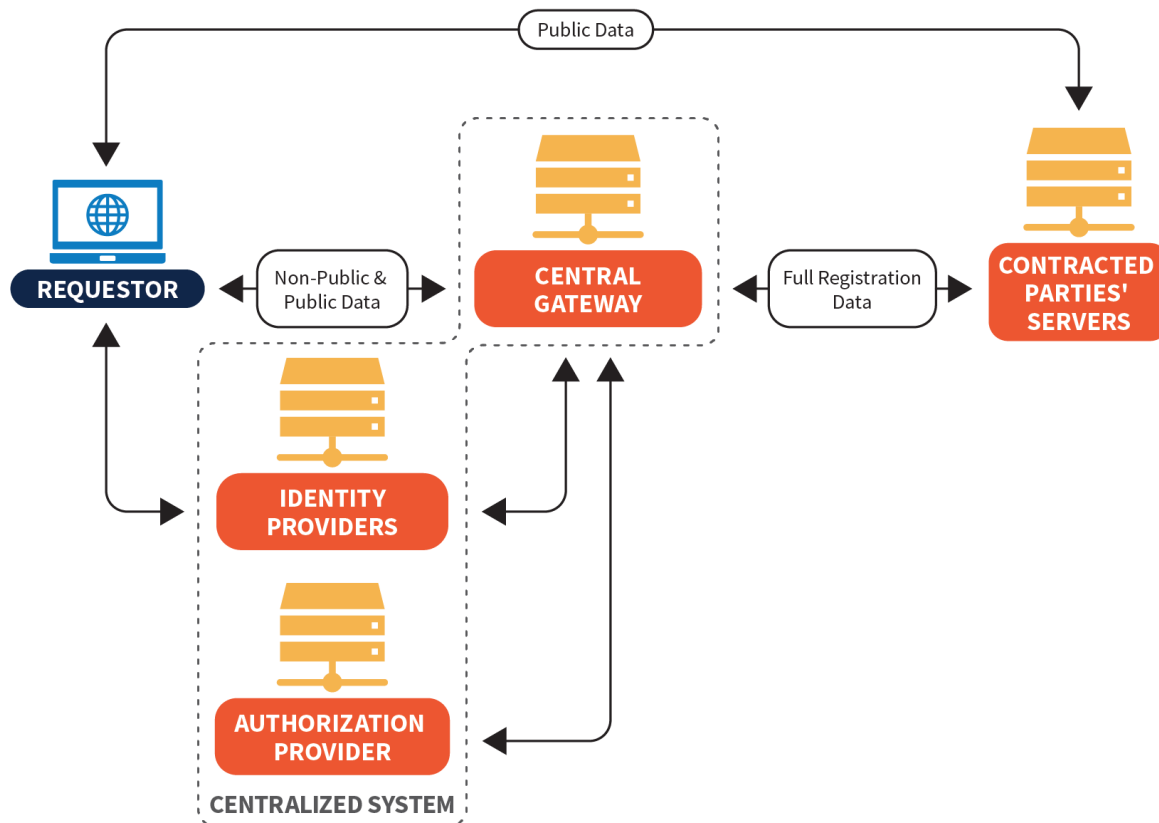 Public Data
REQUESTOR
Non-Public &
Public Data
CENTRAL
GATEWAY
Full Registration
Data
CONTRACTED
PARTIES'
SERVERS
IDENTITY
PROVIDERS
AUTHORIZATION
PROVIDER
CENTRALIZED SYSTEM